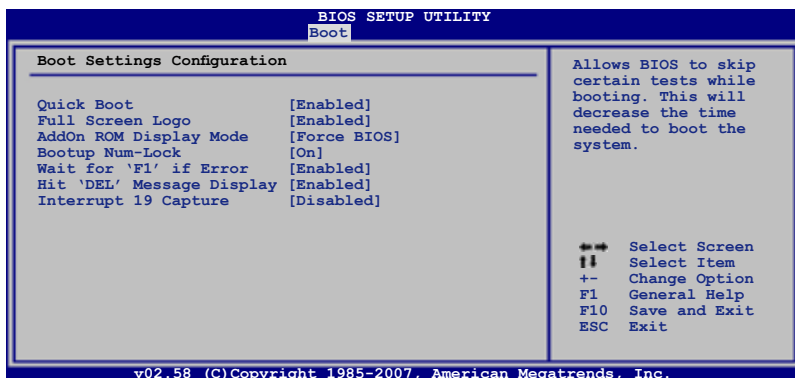 BIOS SETUP UTILITY
Boot
Boot Settings Configuration
Quick Boot [Enabled]
Full Screen Logo [Enabled]
AddOn ROM Display Mode [Force BIOS]
Bootup Num-Lock [On]
Wait for ‘F1’ if Error [Enabled]
Hit ‘DEL’ Message Display [Enabled]
Interrupt 19 Capture [Disabled]
Allows BIOS to skip
certain tests while
booting. This will
decrease the time
needed to boot the
system.
←→ Select Screen
↑↓ Select Item
+- Change Option
F1 General Help
F10 Save and Exit
ESC Exit
v02.58 (C)Copyright 1985-2007, American Megatrends, Inc.